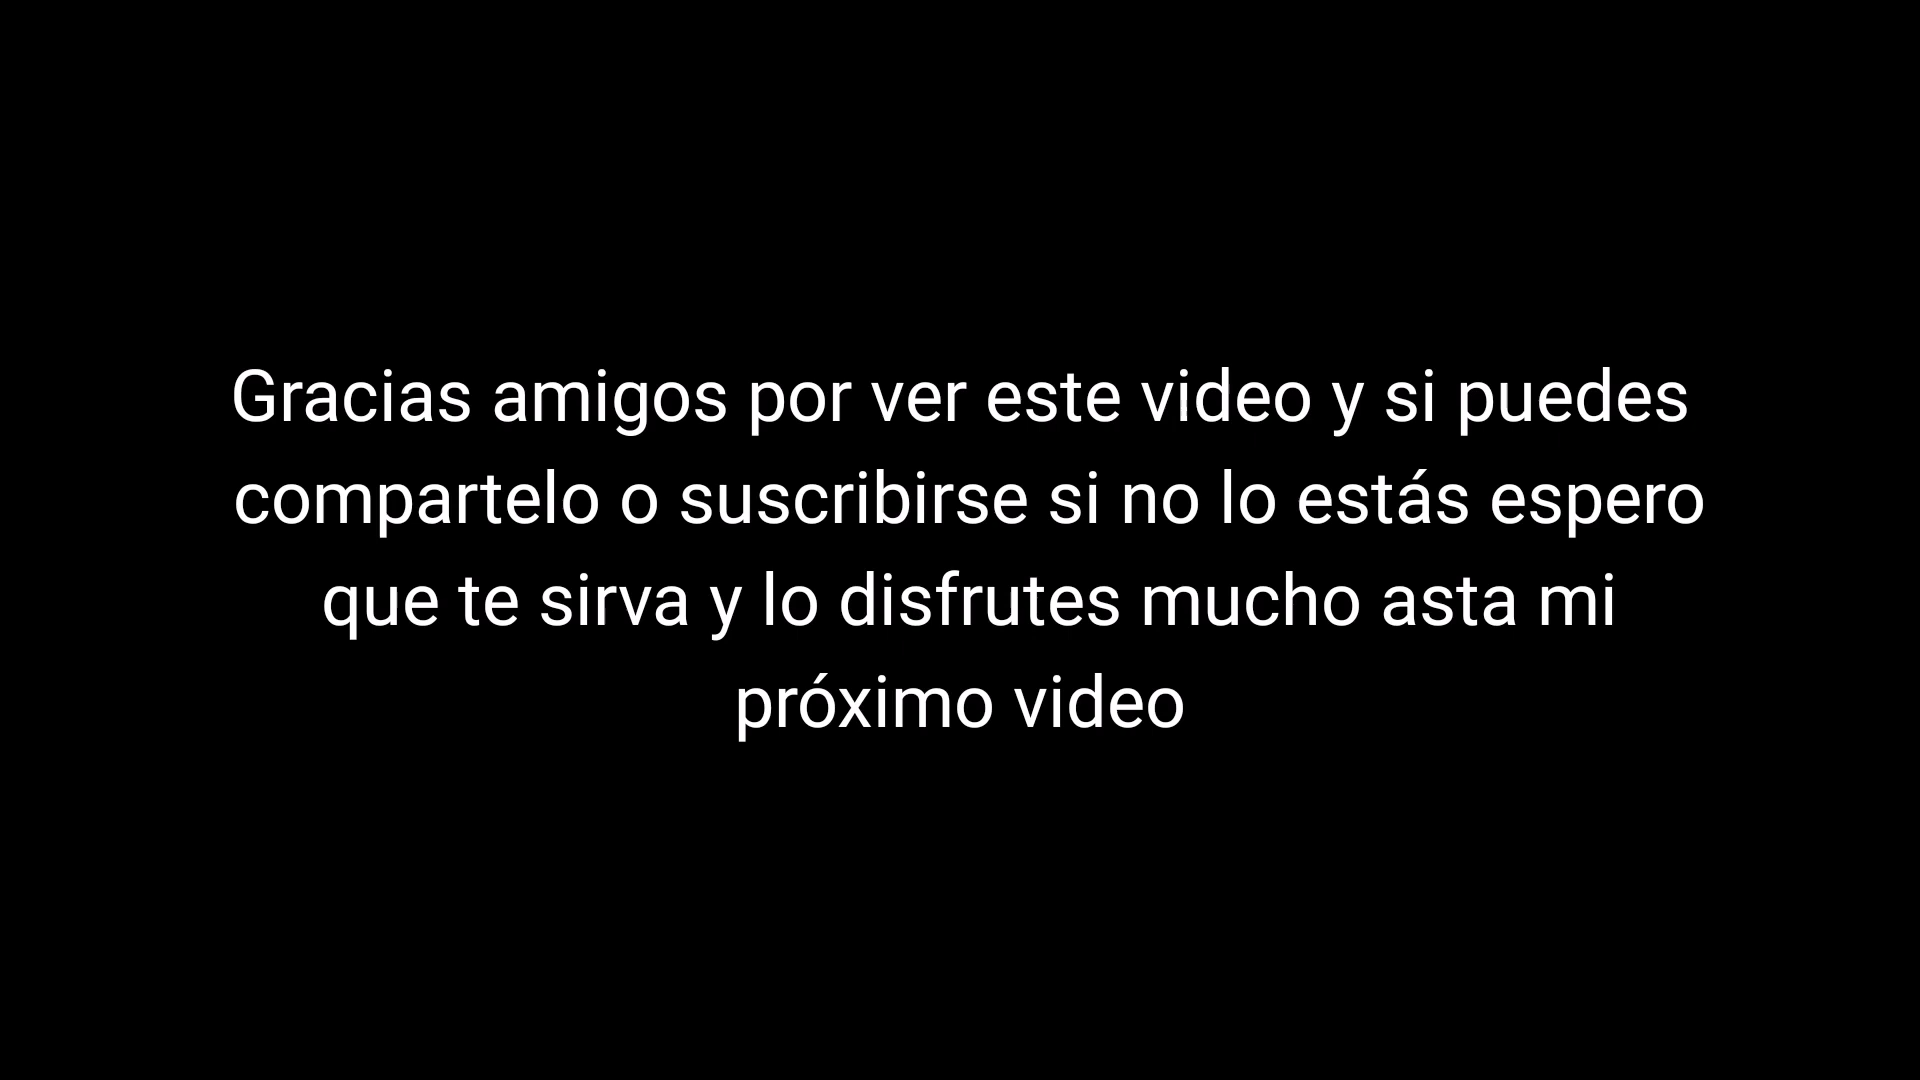 Gracias amigos por ver este video y si puedes
compartelo o suscribirse si no lo estás espero
que te sirva y lo disfrutes mucho asta mi
próximo video